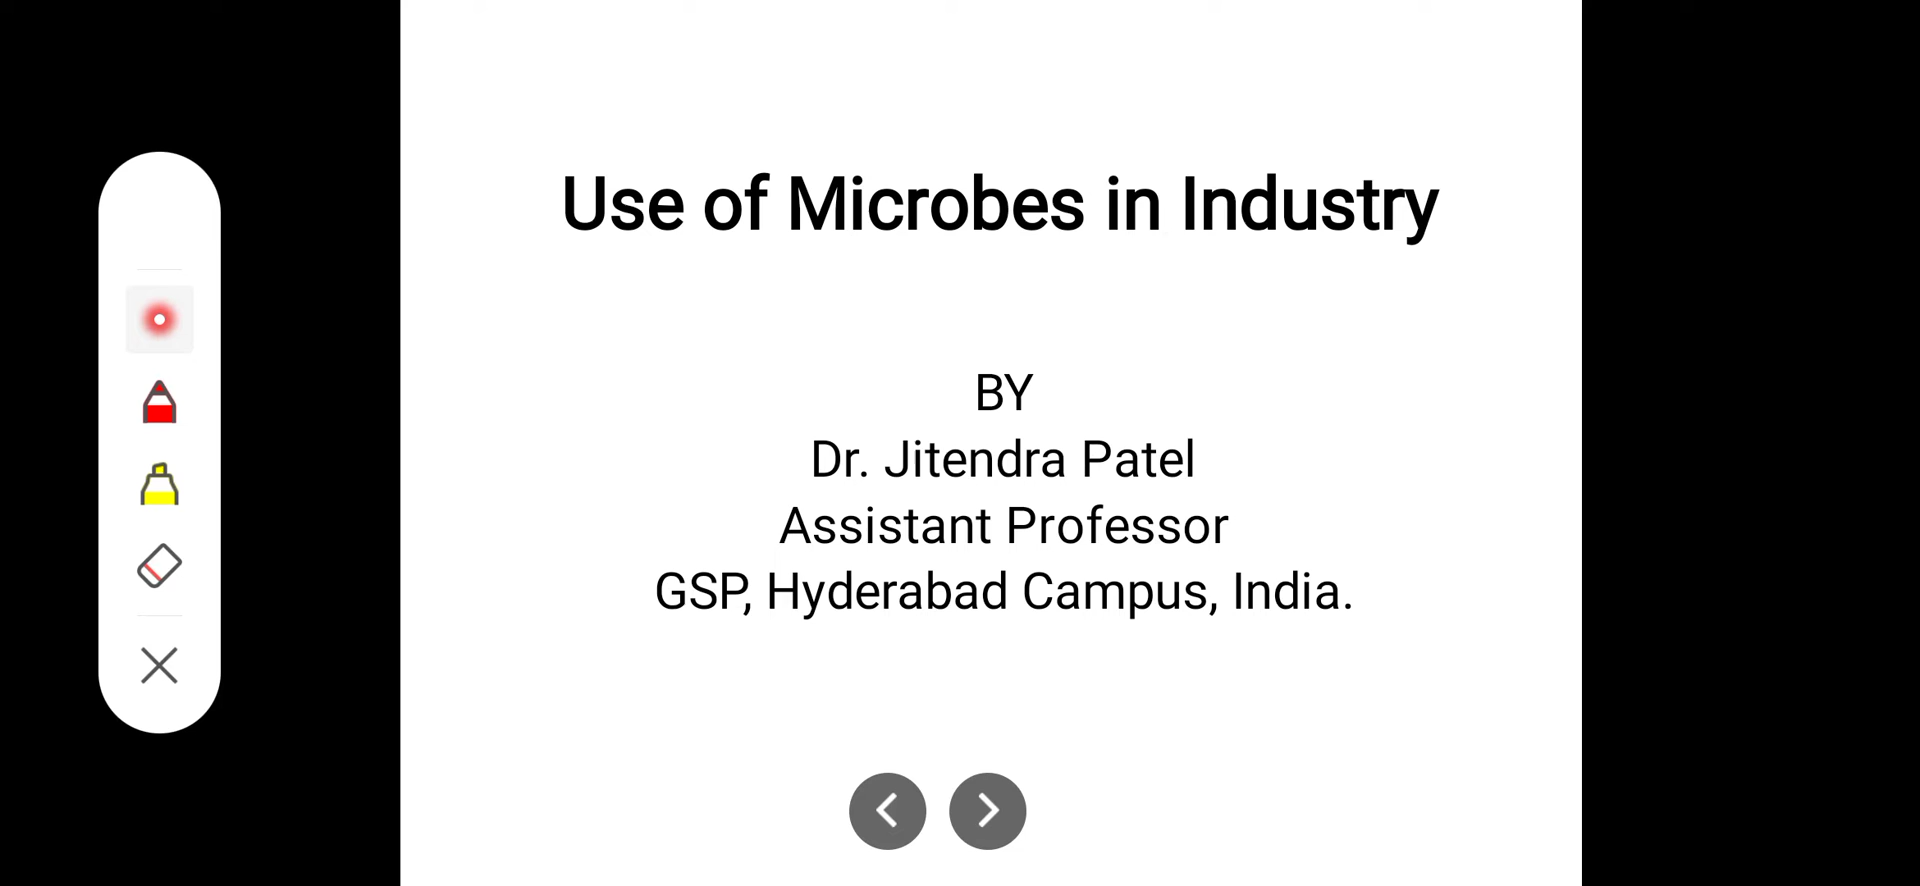 Use of Microbes in Industry
BY
Dr. Jitendra Patel
Assistant Professor
GSP, Hyderabad Campus, India.